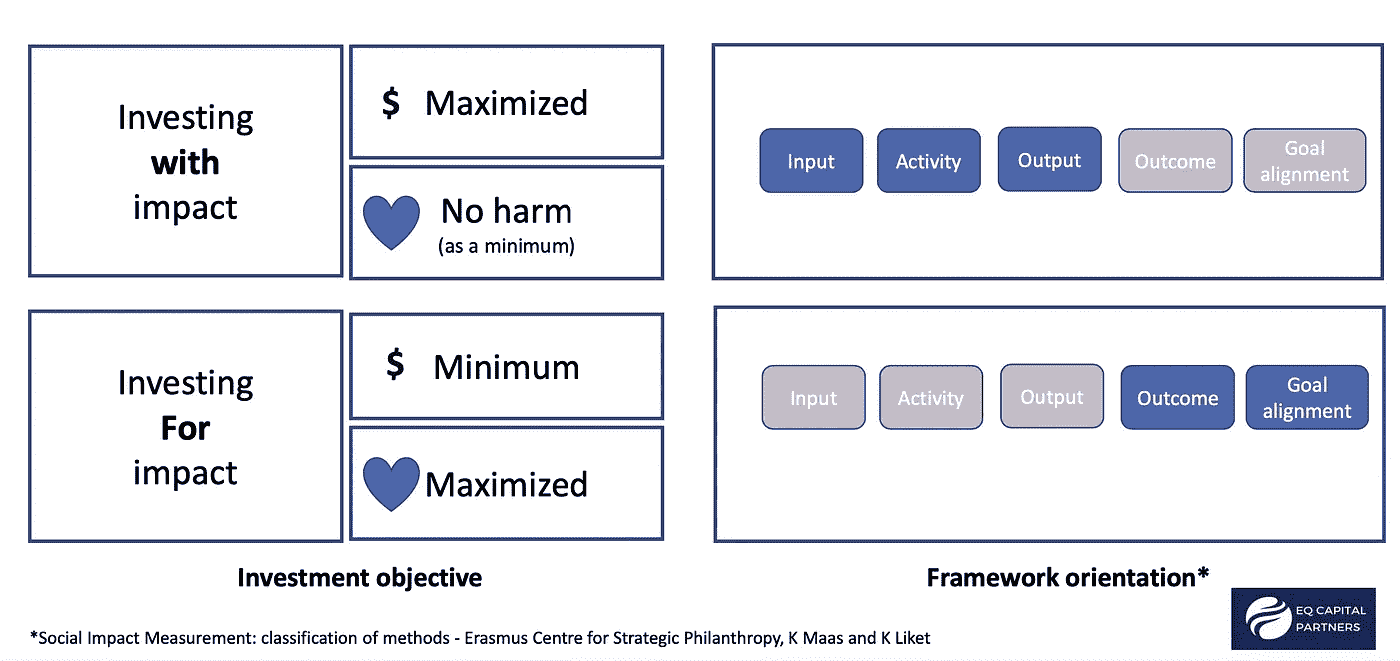 Investing
with
impact
$ Maximized
No harm
(as a minimum)
Input
Activity
Output
Outcome
Goal
alignment
Investing
For
impact
$ Minimum
Maximized
Input
Activity
Output
Outcome
Goal
alignment
Investment objective
Framework orientation*
EQ CAPITAL
PARTNERS
*Social Impact Measurement: classification of methods - Erasmus Centre for Strategic Philanthropy, K Maas and K Liket